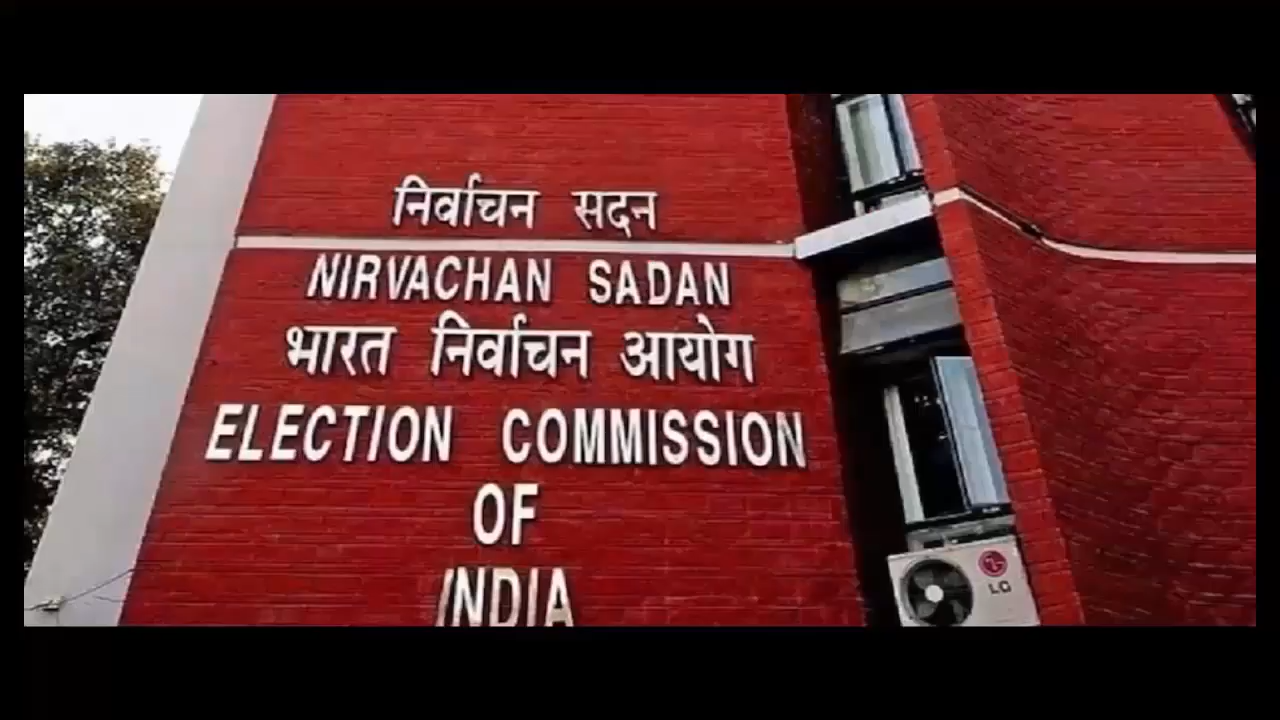 निर्वाचन सदन
NIRVACHAN SADAN
भारत निर्वाचन आयोग
ELECTION COMMISSION
OF
INDIA
LG